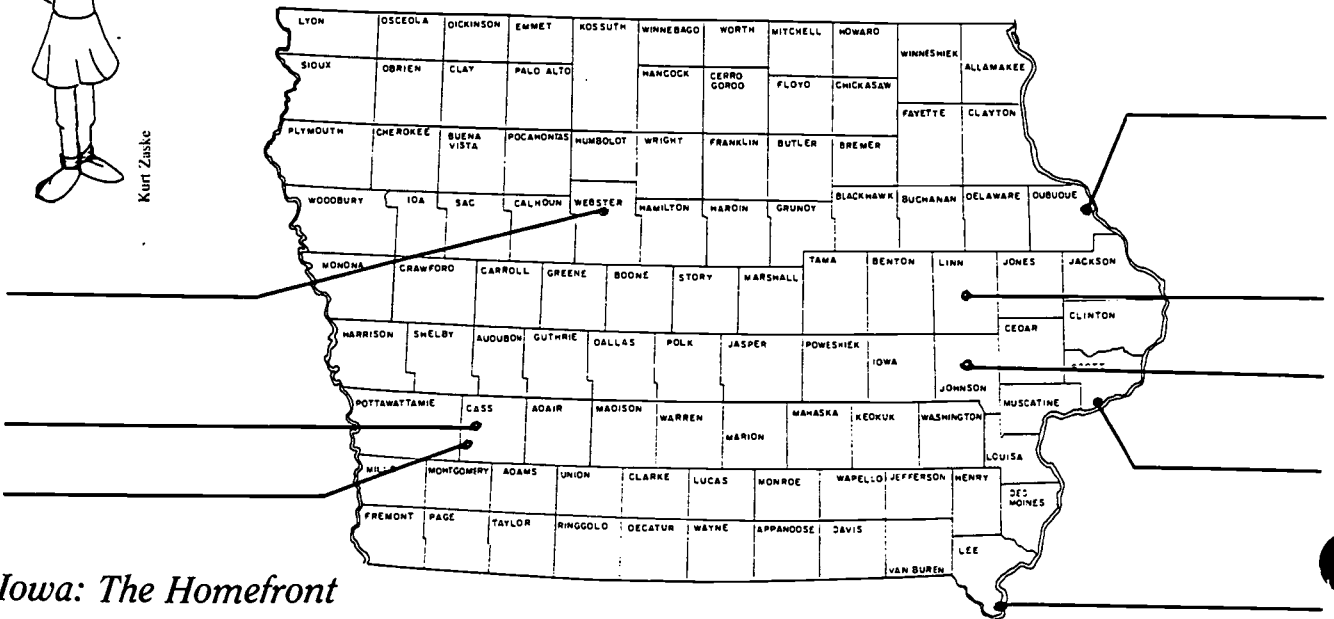 Kurt Zaske
LYON OSCEOLA DICKINSON EMMET KOSSUTH WINNEBAGO WORTH MITCHELL HOWARD
WINNESHIEK ALLAMAKEE
SIOUX OBRIEN CLAY PALO ALTO HANCOCK CERRO GORDO FLOYD CHICKASAW
FAYETTE CLAYTON
PLYMOUTH CHEROKEE BUENA VISTA POCAHONTAS HUMBOLDT WRIGHT FRANKLIN BUTLER BREMER
WOODBURY IDA SAC CALHOUN WEBSTER HAMILTON HARDIN GRUNDY BLACKHAWK BUCHANAN DELAWARE DUBUQUE
MONONA CRAWFORD CARROLL GREENE BOONE STORY MARSHALL TAMA BENTON LINN JONES JACKSON
CLINTON
CEDAR
HARRISON SHELBY AUDUBON GUTHRIE DALLAS POLK JASPER POWESHIEK IOWA JOHNSON
MUSCATINE
POTTAWATTAMIE CASS ADAIR MADISON WARREN MARION MAHASKA KEOKUK WASHINGTON
LOUISA
MONTGOMERY ADAMS UNION CLARKE LUCAS MONROE WAPELLO JEFFERSON HENRY
DES MOINES
FREMONT PAGE TAYLOR RINGGOLD DECATUR WAYNE APPANOOSE DAVIS
VAN BUREN
LEE
Iowa: The Homefront